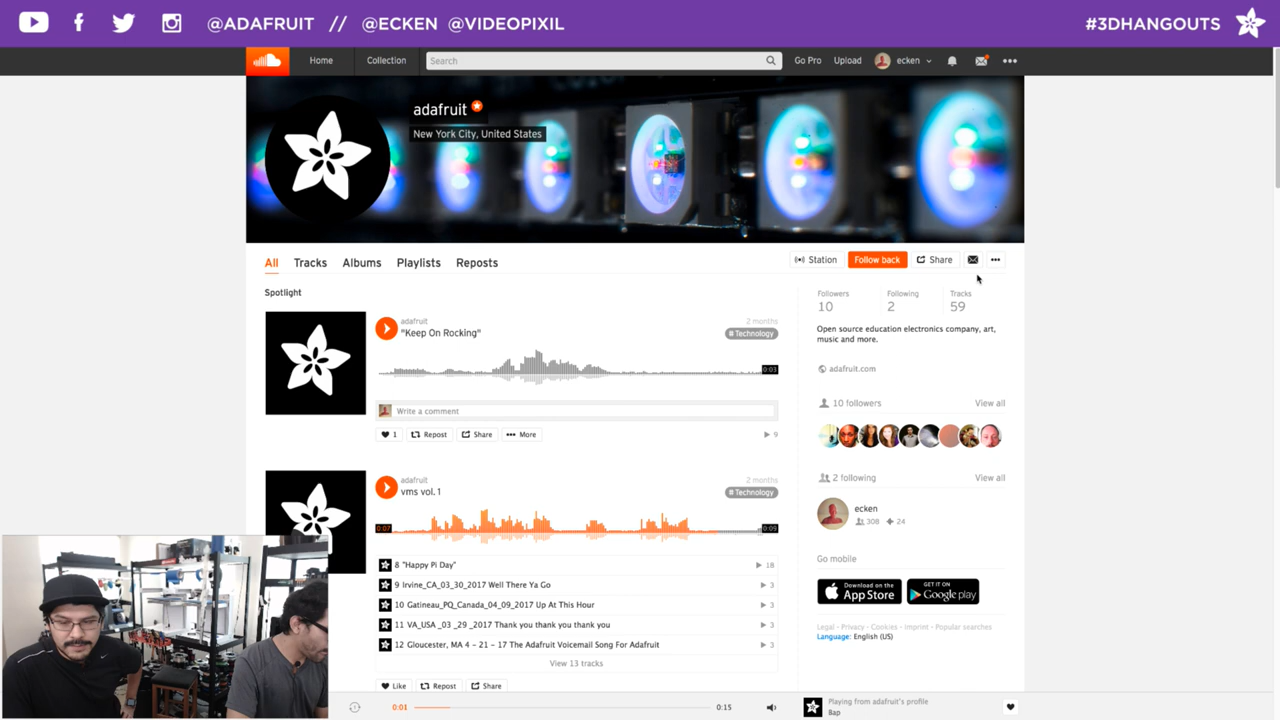 @ADAFRUIT // @ECKEN @VIDEOPIXIL
#3DHANGOUTS
Home
Collection
Search
Go Pro
Upload
ecken
adafruit
New York City, United States
All
Tracks
Albums
Playlists
Reposts
Station
Follow back
Share
Spotlight
adafruit
2 months
"Keep On Rocking"
# Technology
0:03
Write a comment
1
Repost
Share
More
9
adafruit
2 months
vms vol. 1
# Technology
0:07
0:09
8 "Happy Pi Day"
18
9 Irvine_CA_03_30_2017 Well There Ya Go
3
10 Gatineau_PQ_Canada_04_09_2017 Up At This Hour
3
11 VA_USA _03 _29 _2017 Thank you thank you thank you
3
12 Gloucester, MA 4 – 21 – 17 The Adafruit Voicemail Song For Adafruit
3
View 13 tracks
Like
Repost
Share
Followers
10
Following
2
Tracks
59
Open source education electronics company, art,
music and more.
adafruit.com
10 followers
View all
2 following
View all
ecken
308
24
Go mobile
Download on the
App Store
GET IT ON
Google play
Legal - Privacy - Cookies - Imprint - Popular searches
Language: English (US)
0:01
0:15
Playing from adafruit's profile
Bap